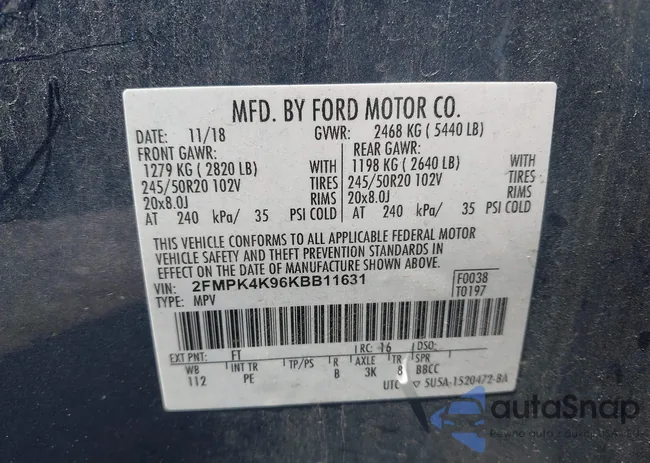 MFD. BY FORD MOTOR CO.
DATE: 11/18 GVWR: 2468 KG ( 5440 LB)
FRONT GAWR: REAR GAWR:
1279 KG ( 2820 LB) WITH 1198 KG ( 2640 LB) WITH
245/50R20 102V TIRES 245/50R20 102V TIRES
20x8.0J RIMS 20x8.0J RIMS
AT 240 kPa/ 35 PSI COLD AT 240 kPa/ 35 PSI COLD
THIS VEHICLE CONFORMS TO ALL APPLICABLE FEDERAL MOTOR
VEHICLE SAFETY AND THEFT PREVENTION STANDARDS IN
EFFECT ON THE DATE OF MANUFACTURE SHOWN ABOVE.
VIN: 2FMPK4K96KBB11631 F0038
TYPE: MPV T0197
EXT PNT: FT RC: 16 DSO:
WB INT TR TP/PS R AXLE TR SPR
112 PE B 3K 8 BBCC
UTC ▽ 5U5A-1520472-BA
autoSnap